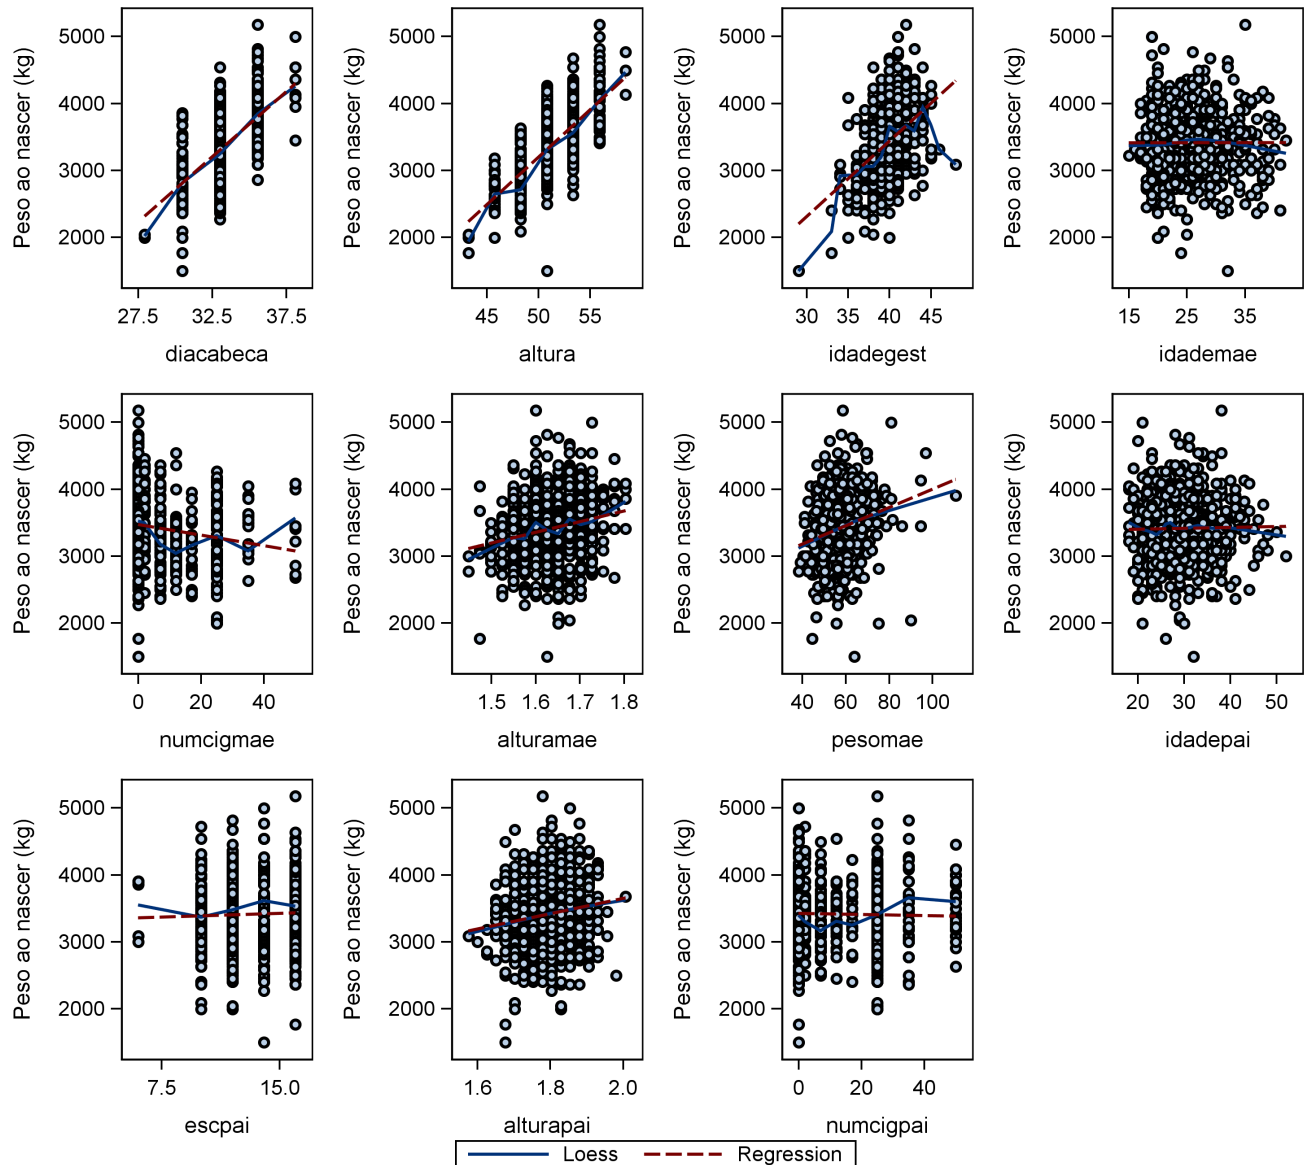 5000
4000
3000
2000
Peso ao nascer (kg)
27.5 32.5 37.5
diacabeca
5000
4000
3000
2000
Peso ao nascer (kg)
45 50 55
altura
5000
4000
3000
2000
Peso ao nascer (kg)
30 35 40 45
idadegest
5000
4000
3000
2000
Peso ao nascer (kg)
15 25 35
idademae
5000
4000
3000
2000
Peso ao nascer (kg)
0 20 40
numcigmae
5000
4000
3000
2000
Peso ao nascer (kg)
1.5 1.6 1.7 1.8
alturamae
5000
4000
3000
2000
Peso ao nascer (kg)
40 60 80 100
pesomae
5000
4000
3000
2000
Peso ao nascer (kg)
20 30 40 50
idadepai
5000
4000
3000
2000
Peso ao nascer (kg)
7.5 15.0
escpai
5000
4000
3000
2000
Peso ao nascer (kg)
1.6 1.8 2.0
alturapai
5000
4000
3000
2000
Peso ao nascer (kg)
0 20 40
numcigpai
Loess Regression